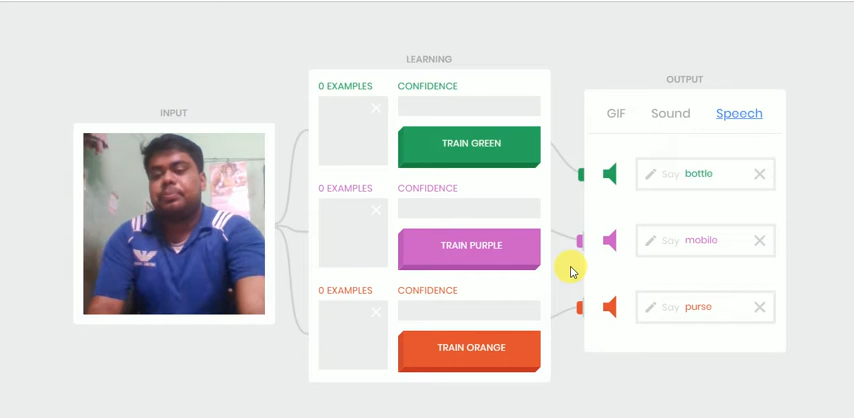 INPUT
LEARNING
0 EXAMPLES CONFIDENCE
TRAIN GREEN
0 EXAMPLES CONFIDENCE
TRAIN PURPLE
0 EXAMPLES CONFIDENCE
TRAIN ORANGE
OUTPUT
GIF Sound Speech
Say bottle
Say mobile
Say purse